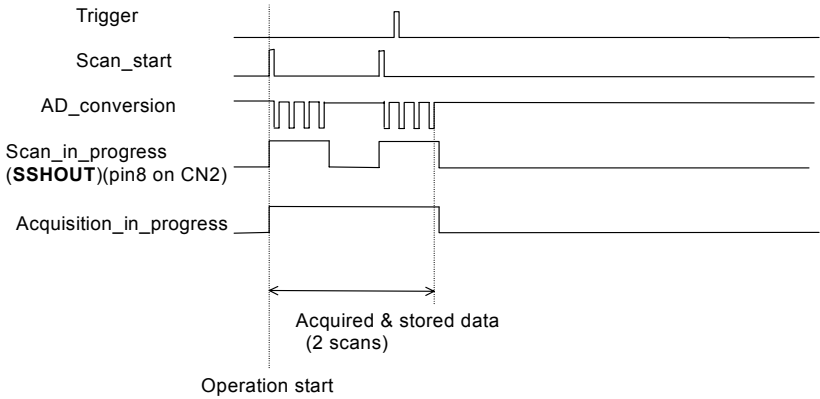 Trigger
Scan_start
AD_conversion
Scan_in_progress
(SSHOUT)(pin8 on CN2)
Acquisition_in_progress
Acquired & stored data
(2 scans)
Operation start